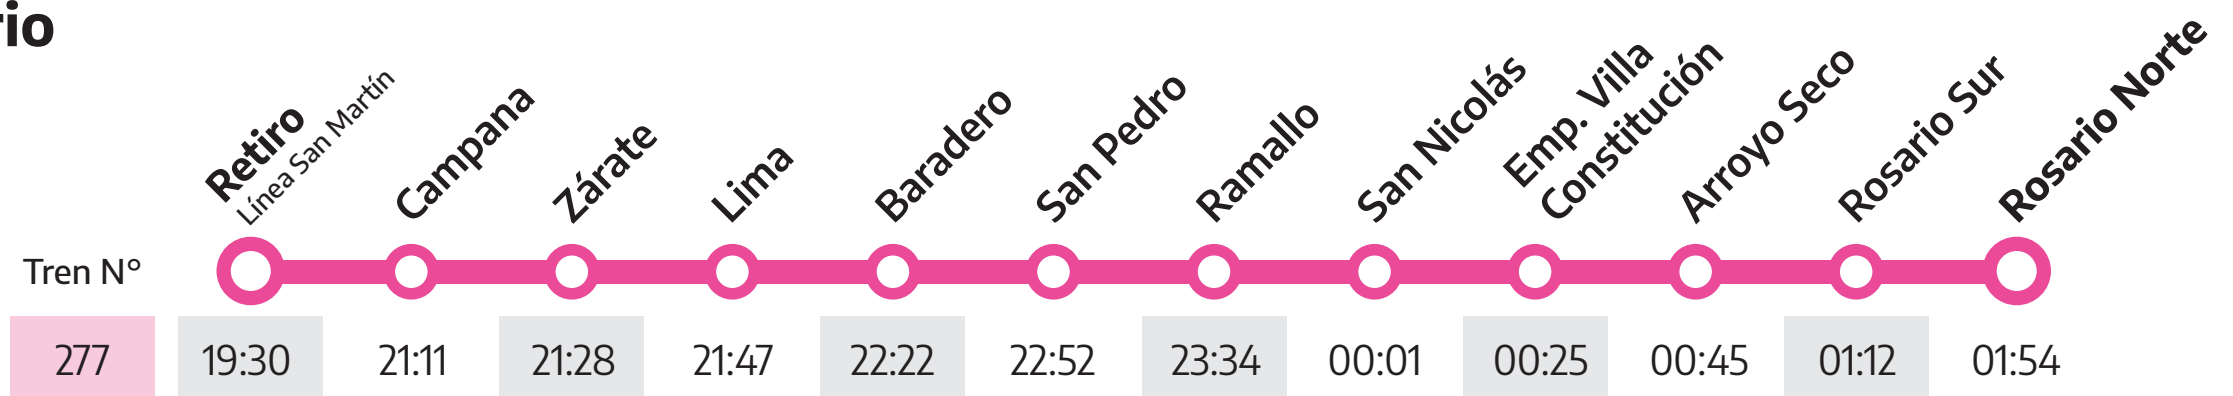 Retiro
Línea San Martín
Campana
Zárate
Lima
Baradero
San Pedro
Ramallo
San Nicolás
Emp. Villa
Constitución
Arroyo Seco
Rosario Sur
Rosario Norte
Tren N°
277 19:30 21:11 21:28 21:47 22:22 22:52 23:34 00:01 00:25 00:45 01:12 01:54